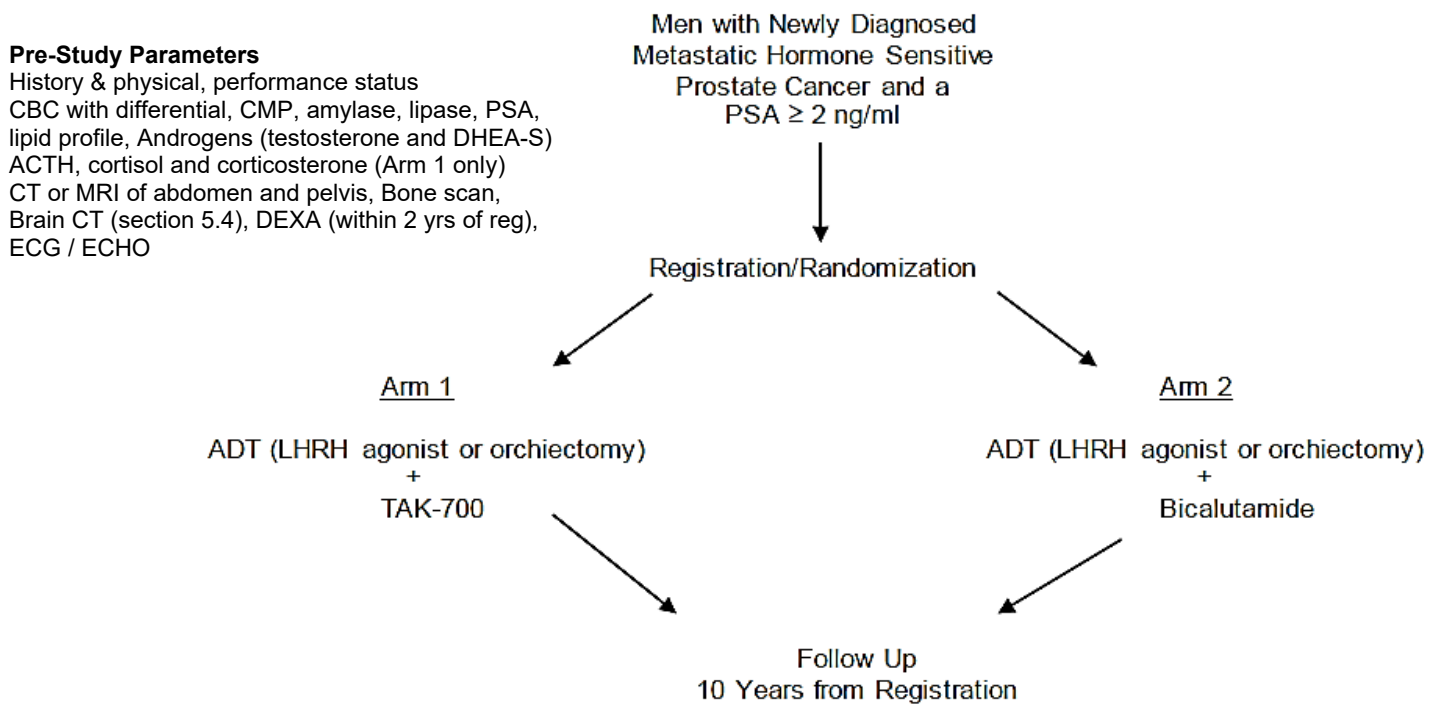 Pre-Study Parameters
History & physical, performance status
CBC with differential, CMP, amylase, lipase, PSA,
lipid profile, Androgens (testosterone and DHEA-S)
ACTH, cortisol and corticosterone (Arm 1 only)
CT or MRI of abdomen and pelvis, Bone scan,
Brain CT (section 5.4), DEXA (within 2 yrs of reg),
ECG / ECHO
Men with Newly Diagnosed
Metastatic Hormone Sensitive
Prostate Cancer and a
PSA ≥ 2 ng/ml
Registration/Randomization
Arm 1
ADT (LHRH agonist or orchiectomy)
+
TAK-700
Arm 2
ADT (LHRH agonist or orchiectomy)
+
Bicalutamide
Follow Up
10 Years from Registration